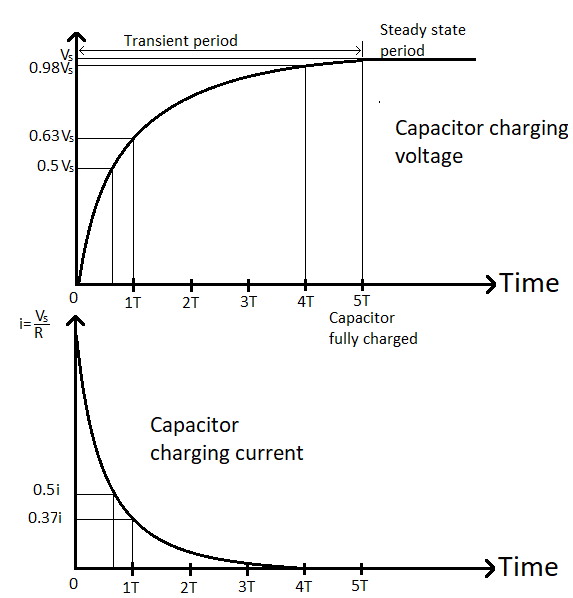 Steady state
period
Transient period
Vs
0.98Vs
0.63Vs
0.5Vs
Capacitor charging
voltage
Time
0 1T 2T 3T 4T 5T
Capacitor
fully charged
i=Vs/R
Capacitor
charging current
0.5i
0.37i
Time
0 1T 2T 3T 4T 5T